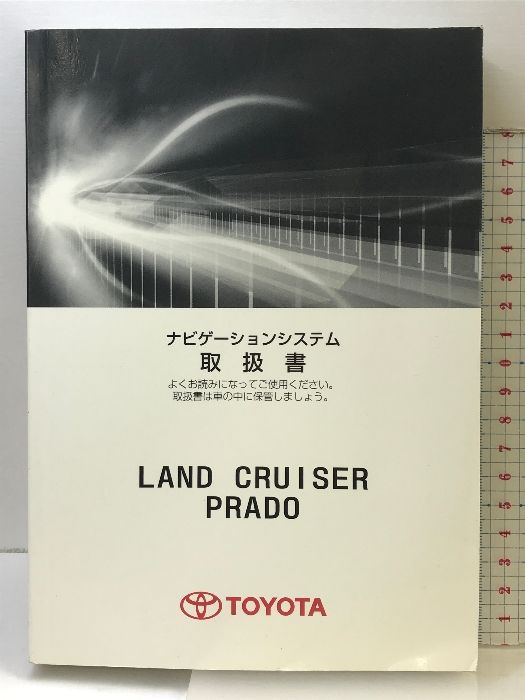 ナビゲーションシステム
取扱書
よくお読みになってご使用ください。
取扱書は車の中に保管しましょう。
LAND CRUISER
PRADO
TOYOTA